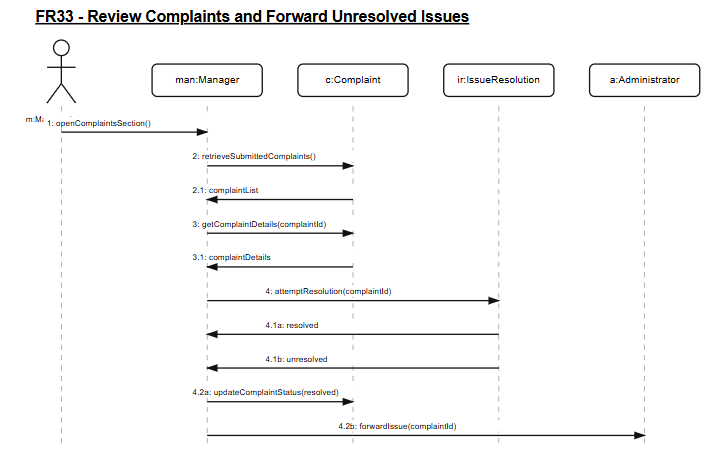 FR33 - Review Complaints and Forward Unresolved Issues
man:Manager
c:Complaint
ir:IssueResolution
a:Administrator
1: openComplaintsSection()
2: retrieveSubmittedComplaints()
2.1: complaintList
3: getComplaintDetails(complaintId)
3.1: complaintDetails
4: attemptResolution(complaintId)
4.1a: resolved
4.1b: unresolved
4.2a: updateComplaintStatus(resolved)
4.2b: forwardIssue(complaintId)